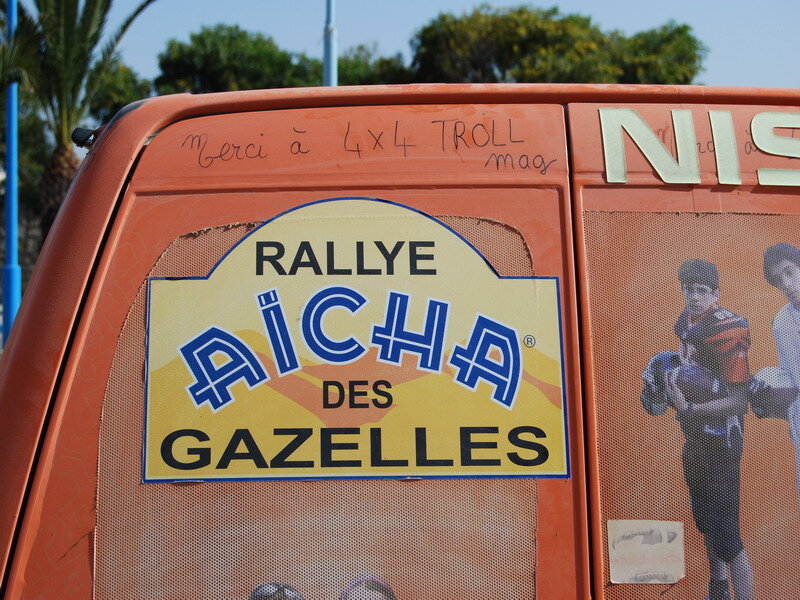 Merci à 4x4 TROLL
mag
NIS
RALLYE
AÏCHA®
DES
GAZELLES